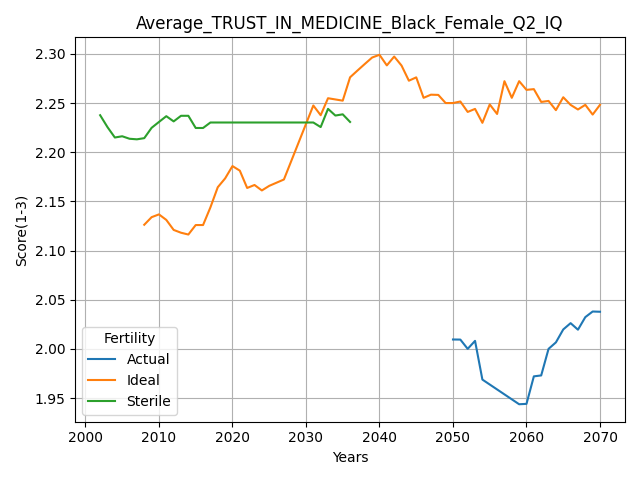 Average_TRUST_IN_MEDICINE_Black_Female_Q2_IQ
Score(1-3)
2.30
2.25
2.20
2.15
2.10
2.05
2.00
1.95
Fertility
Actual
Ideal
Sterile
2000 2010 2020 2030 2040 2050 2060 2070
Years